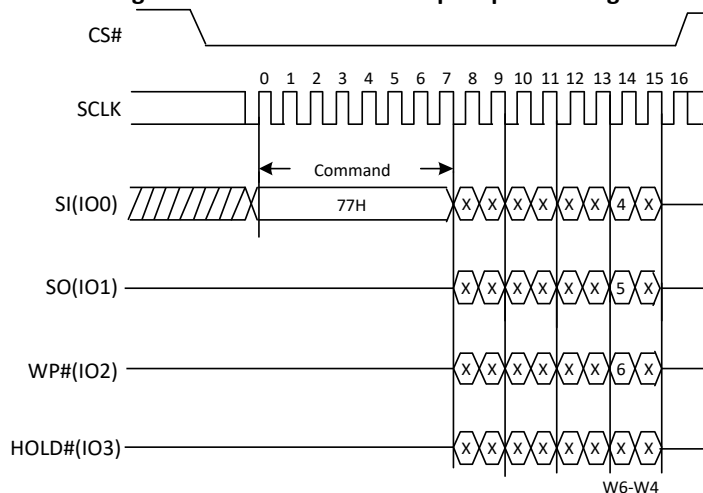 CS#
0 1 2 3 4 5 6 7 8 9 10 11 12 13 14 15 16
SCLK
Command
SI(IO0) 77H X X X X X X 4 X
SO(IO1) X X X X X X 5 X
WP#(IO2) X X X X X X 6 X
HOLD#(IO3) X X X X X X X X
W6-W4